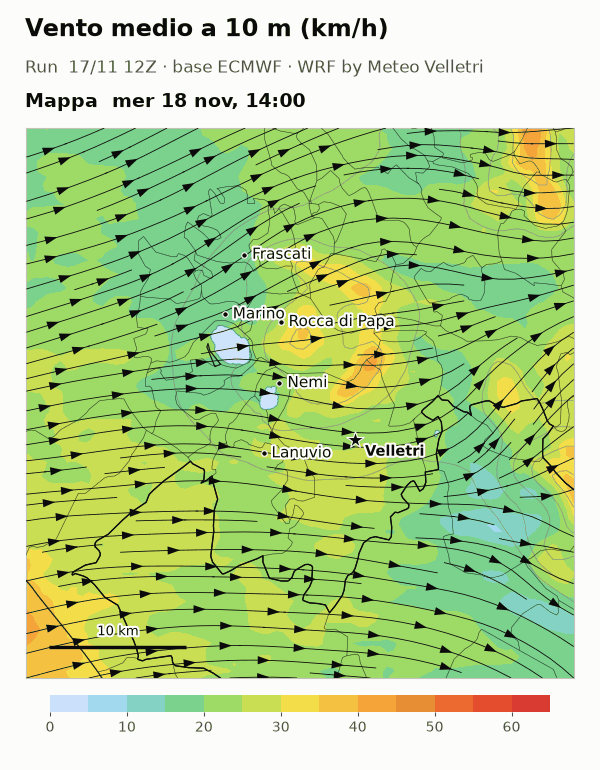 Vento medio a 10 m (km/h)
Run 17/11 12Z · base ECMWF · WRF by Meteo Velletri
Mappa mer 18 nov, 14:00
Frascati
Marino
Rocca di Papa
Nemi
Velletri
Lanuvio
10 km
0 10 20 30 40 50 60